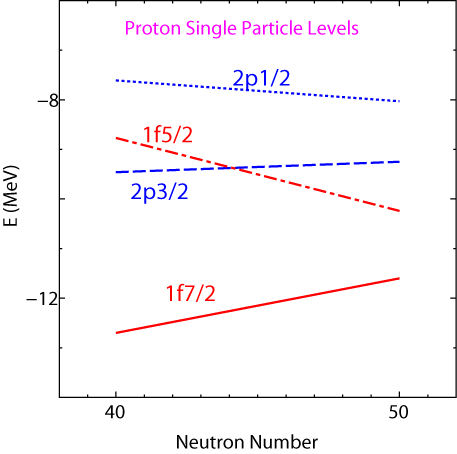 Proton Single Particle Levels
2p1/2
−8
1f5/2
2p3/2
E (MeV)
1f7/2
−12
40
50
Neutron Number